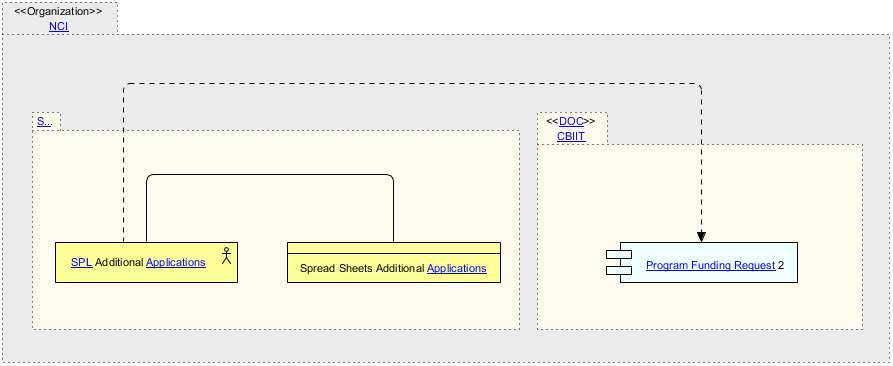 <<Organization>>
NCI
S...
<<DOC>>
CBIIT
SPL Additional Applications
Spread Sheets Additional Applications
Program Funding Request 2